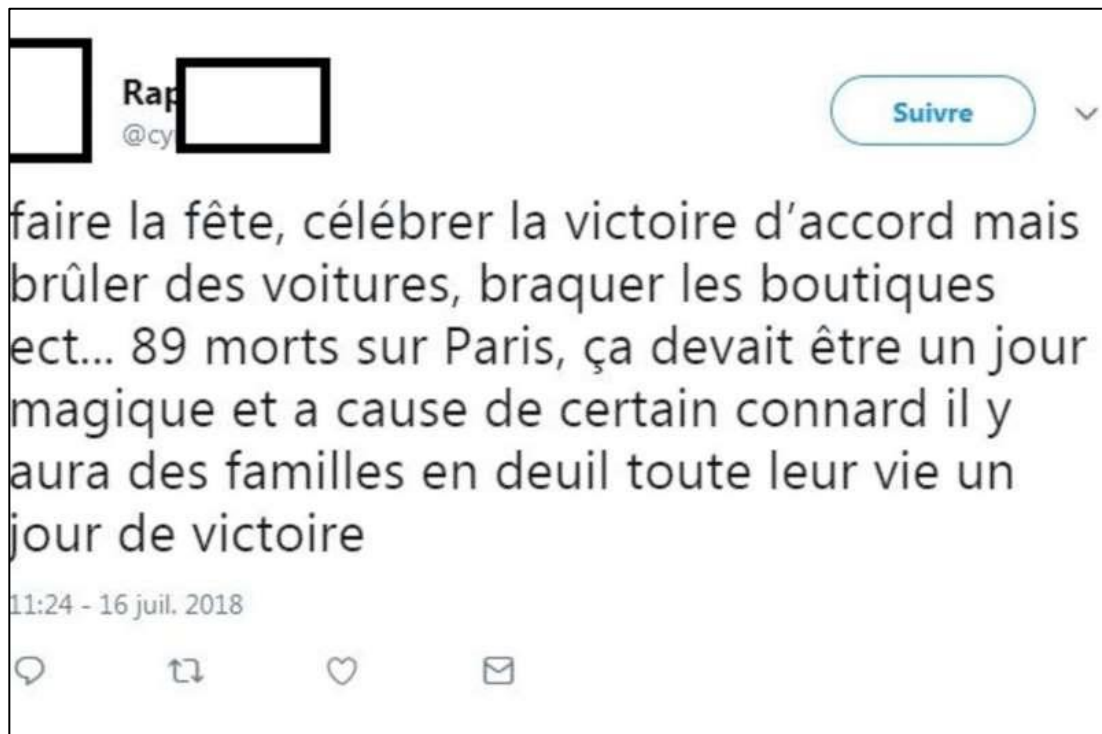 Rap
@cy
Suivre
faire la fête, célébrer la victoire d’accord mais
brûler des voitures, braquer les boutiques
ect... 89 morts sur Paris, ça devait être un jour
magique et a cause de certain connard il y
aura des familles en deuil toute leur vie un
jour de victoire
11:24 - 16 juil. 2018